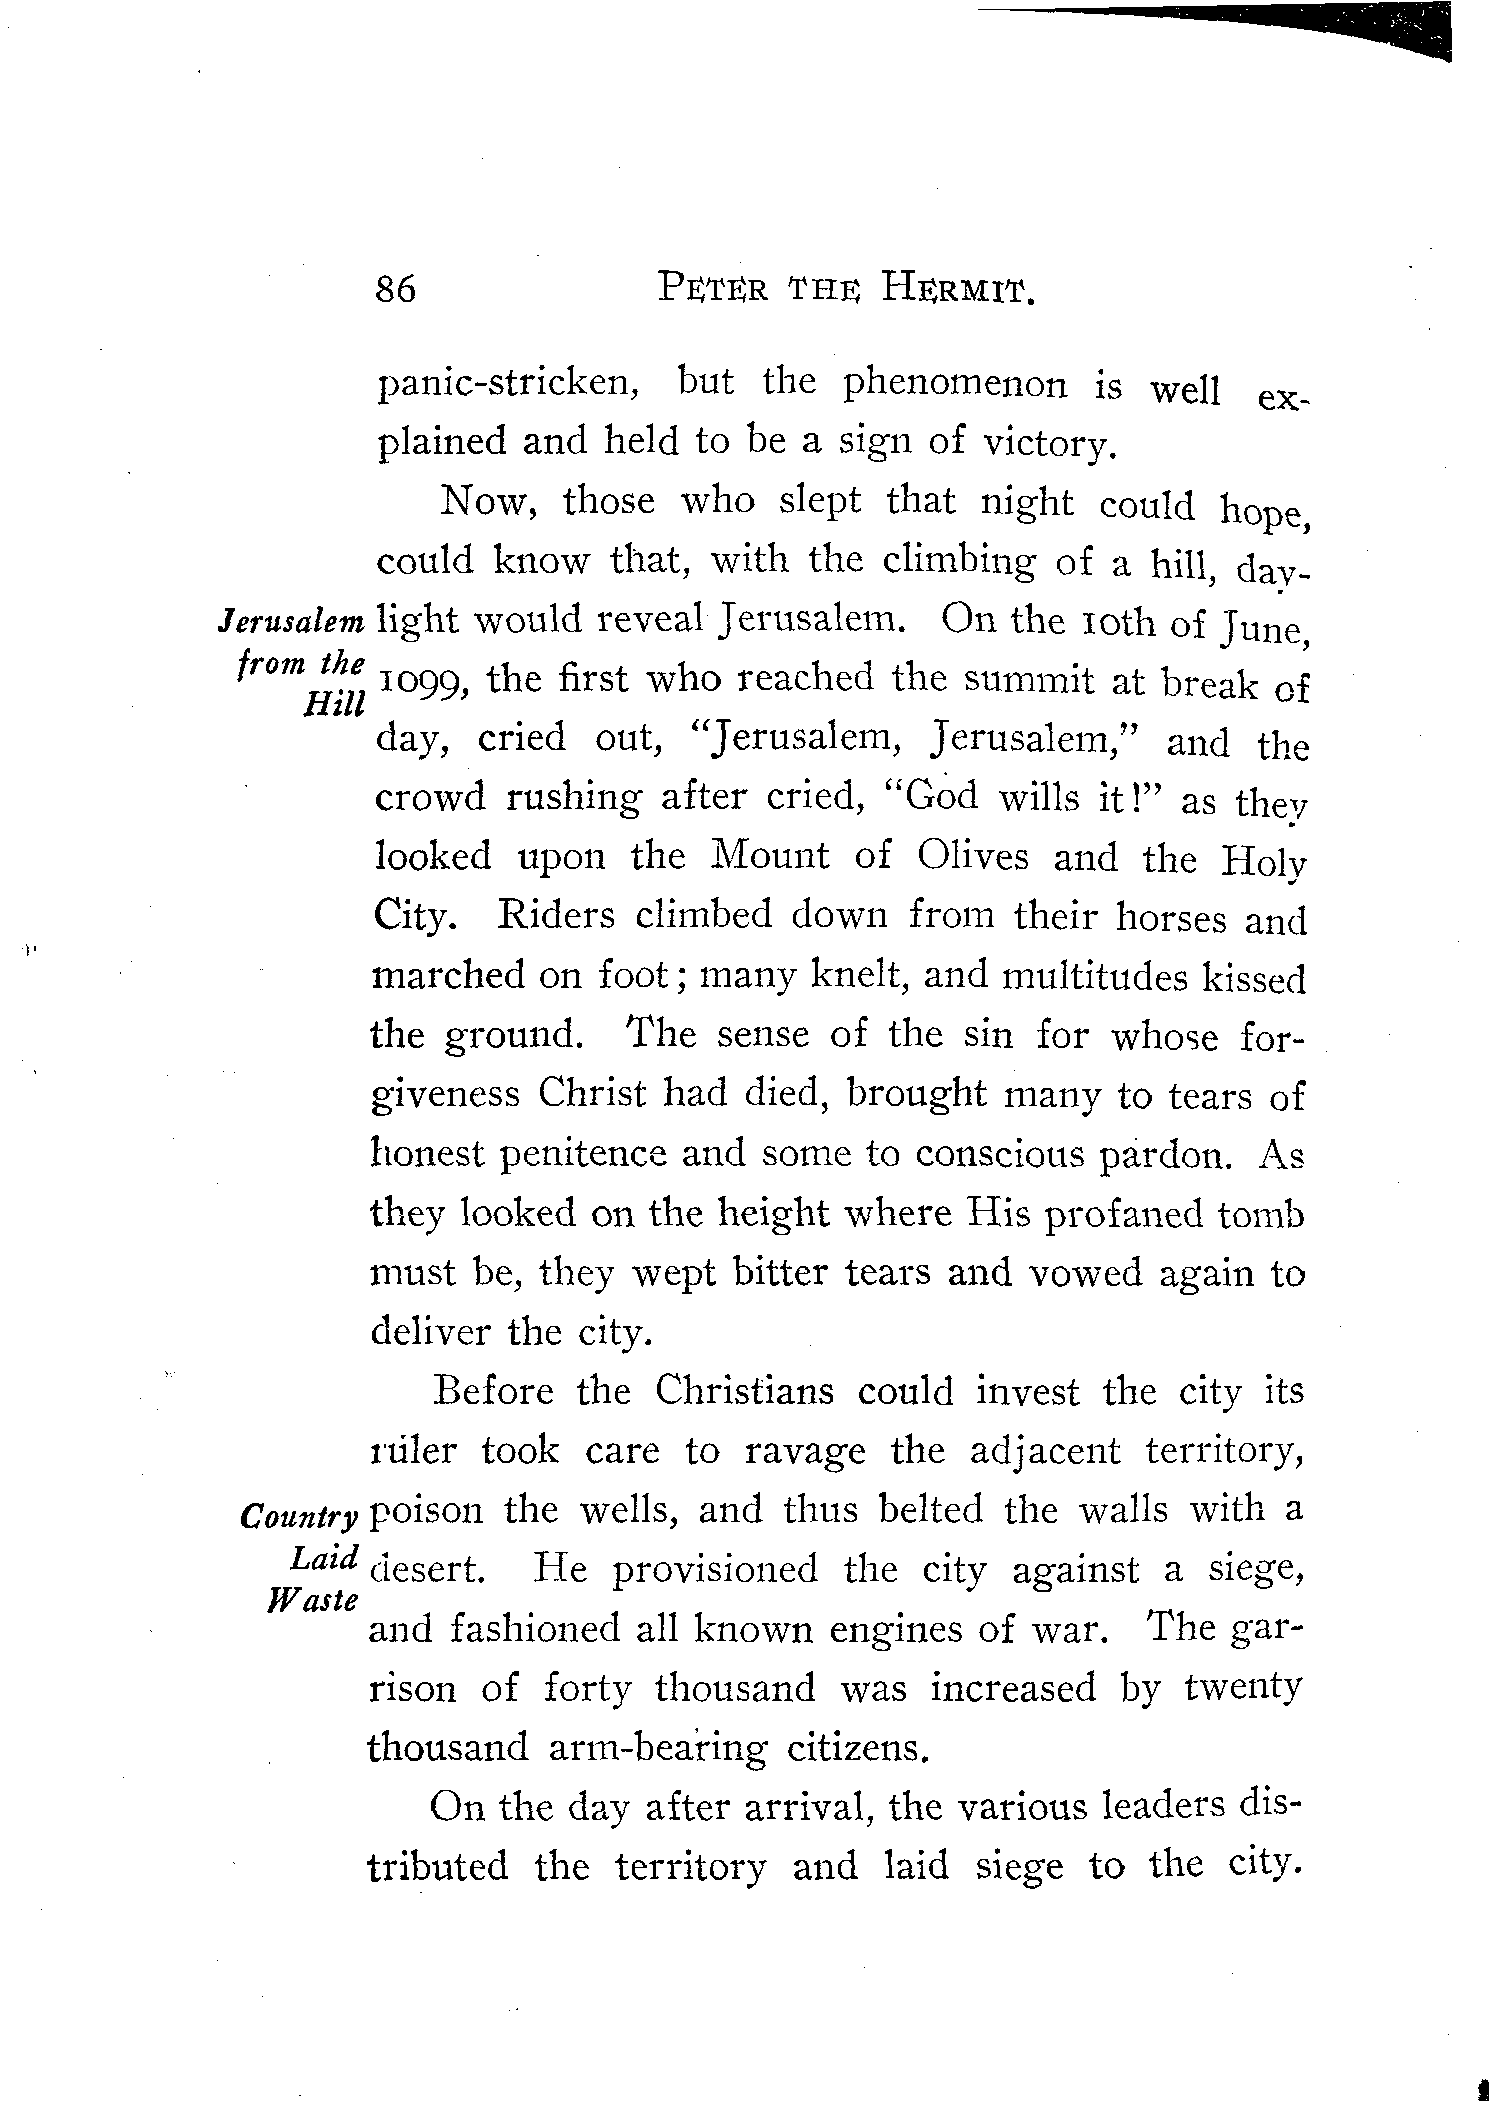 86 PETER THE HERMIT.
panic-stricken, but the phenomenon is well ex-
plained and held to be a sign of victory.
Now, those who slept that night could hope,
could know that, with the climbing of a hill, day-
Jerusalem light would reveal Jerusalem. On the 10th of June,
from the 1099, the first who reached the summit at break of
Hill
day, cried out, "Jerusalem, Jerusalem," and the
crowd rushing after cried, "God wills it!" as they
looked upon the Mount of Olives and the Holy
City. Riders climbed down from their horses and
marched on foot; many knelt, and multitudes kissed
the ground. The sense of the sin for whose for-
giveness Christ had died, brought many to tears of
honest penitence and some to conscious pardon. As
they looked on the height where His profaned tomb
must be, they wept bitter tears and vowed again to
deliver the city.
Before the Christians could invest the city its
ruler took care to ravage the adjacent territory,
Country poison the wells, and thus belted the walls with a
Laid desert. He provisioned the city against a siege,
Waste
and fashioned all known engines of war. The gar-
rison of forty thousand was increased by twenty
thousand arm-bearing citizens.
On the day after arrival, the various leaders dis-
tributed the territory and laid siege to the city.